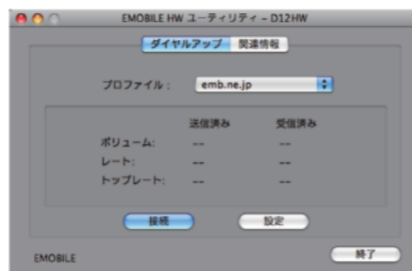 EMOBILE HW ユーティリティ - D12HW
ダイヤルアップ 関連情報
プロファイル： emb.ne.jp
送信済み 受信済み
ボリューム: -- --
レート: -- --
トップレート: -- --
接続 設定
EMOBILE 終了